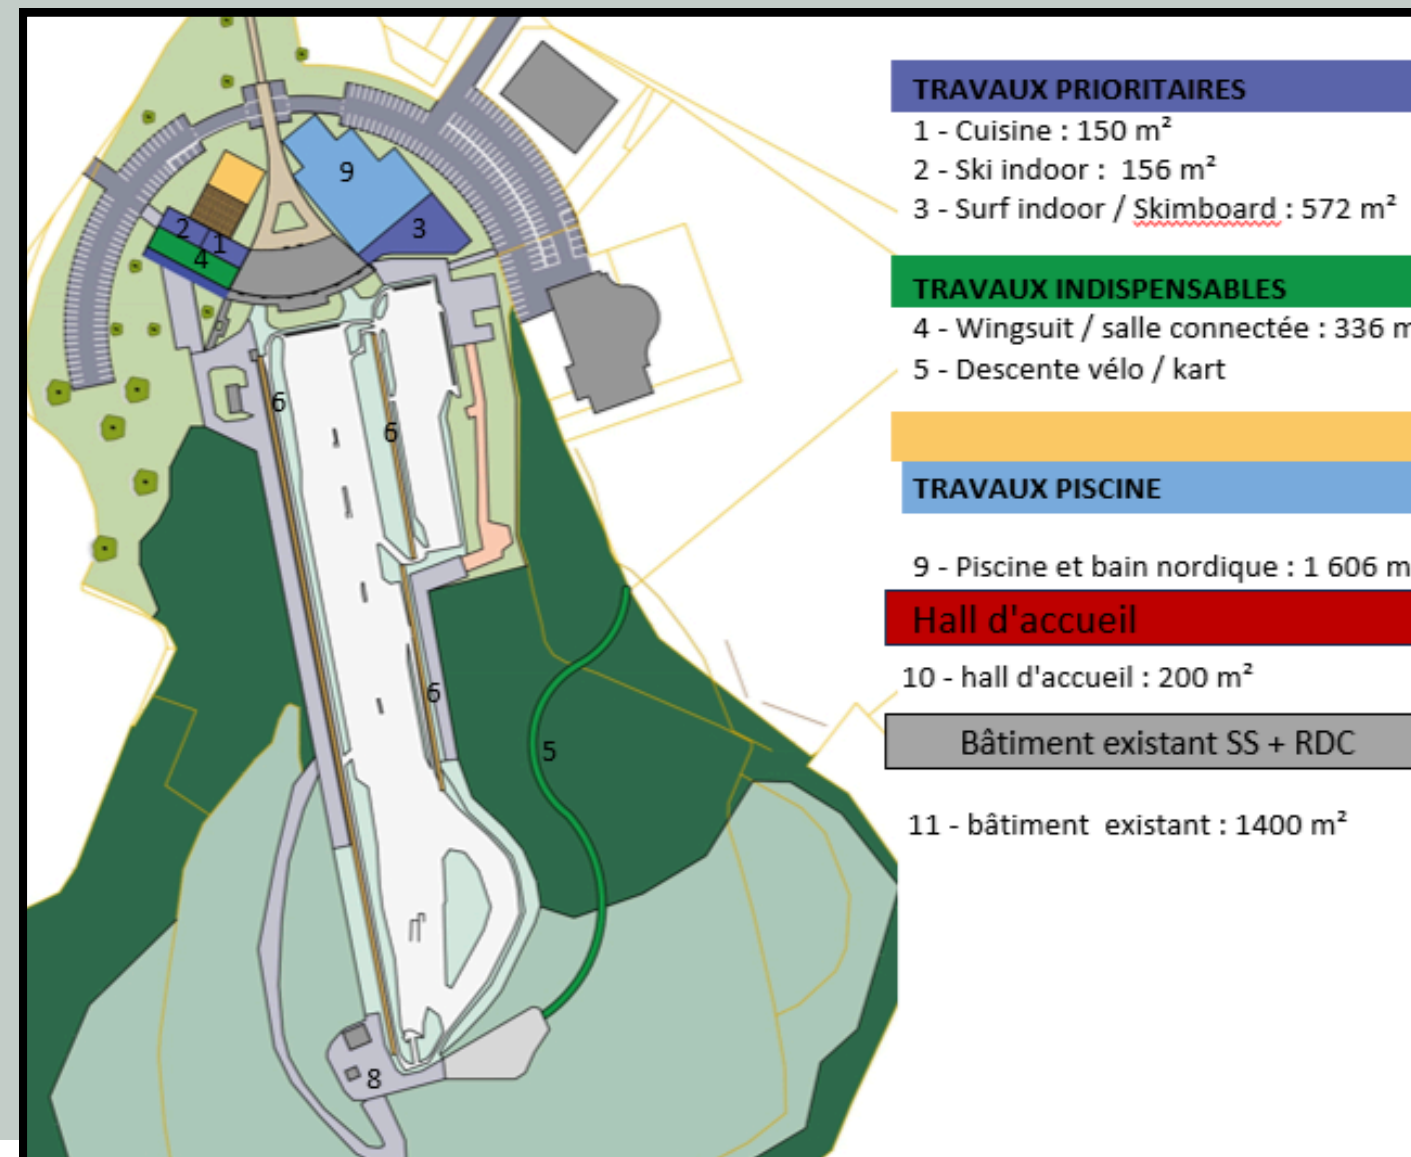 TRAVAUX PRIORITAIRES
1 - Cuisine : 150 m²
2 - Ski indoor : 156 m²
3 - Surf indoor / Skimboard : 572 m²
TRAVAUX INDISPENSABLES
4 - Wingsuit / salle connectée : 336 m
5 - Descente vélo / kart
TRAVAUX PISCINE
9 - Piscine et bain nordique : 1 606 m
Hall d'accueil
10 - hall d'accueil : 200 m²
Bâtiment existant SS + RDC
11 - bâtiment existant : 1400 m²
9
2 / 1
3
4
6
6
6
5
8